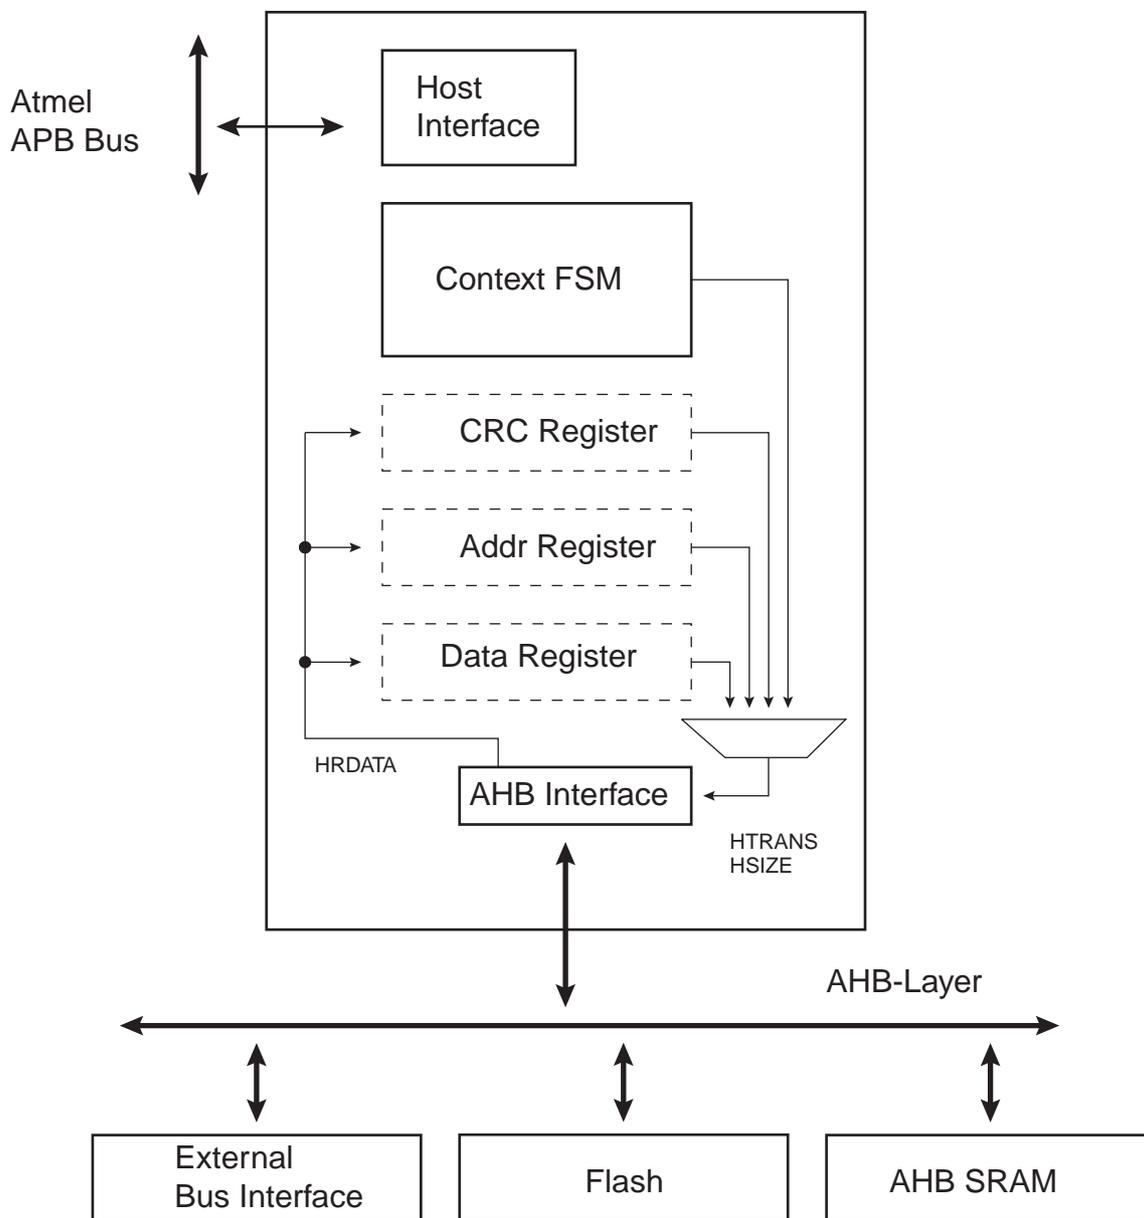 Atmel
APB Bus
Host
Interface
Context FSM
CRC Register
Addr Register
Data Register
HRDATA
AHB Interface
HTRANS
HSIZE
AHB-Layer
External
Bus Interface
Flash
AHB SRAM